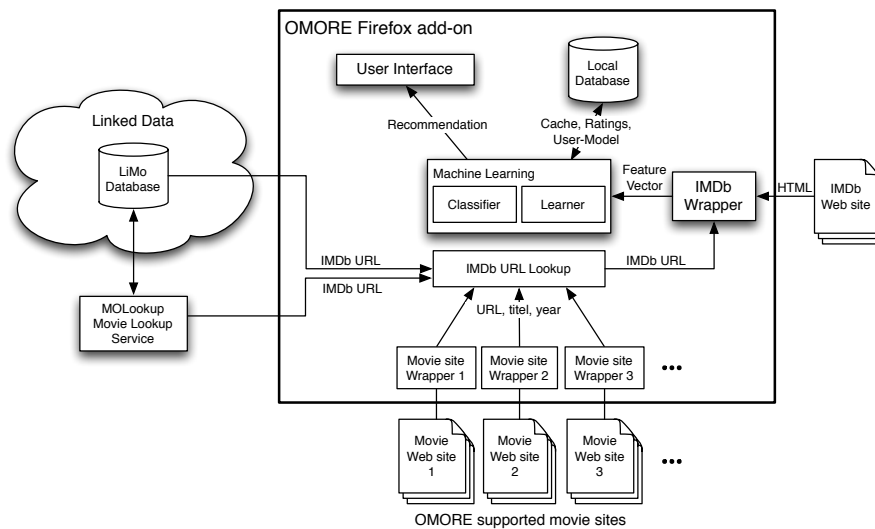 OMORE Firefox add-on
User Interface
Local
Database
Linked Data
LiMo
Database
Recommendation
Cache, Ratings,
User-Model
Machine Learning
Classifier
Learner
Feature
Vector
IMDb
Wrapper
HTML
IMDb
Web site
IMDb URL
IMDb URL
IMDb URL Lookup
IMDb URL
MOLookup
Movie Lookup
Service
URL, titel, year
Movie site
Wrapper 1
Movie site
Wrapper 2
Movie site
Wrapper 3
...
Movie
Web site
1
Movie
Web site
2
Movie
Web site
3
...
OMORE supported movie sites